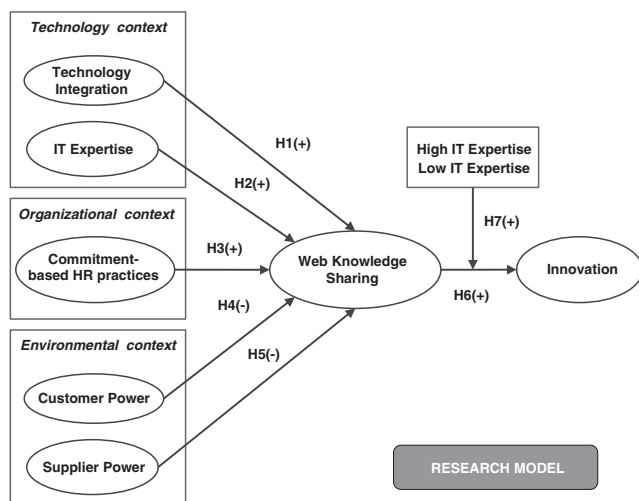 Technology context
Technology
Integration
IT Expertise
H1(+)
H2(+)
High IT Expertise
Low IT Expertise
Organizational context
Commitment-
based HR practices
H3(+)
Web Knowledge
Sharing
H7(+)
H6(+)
Innovation
H4(-)
H5(-)
Environmental context
Customer Power
Supplier Power
RESEARCH MODEL